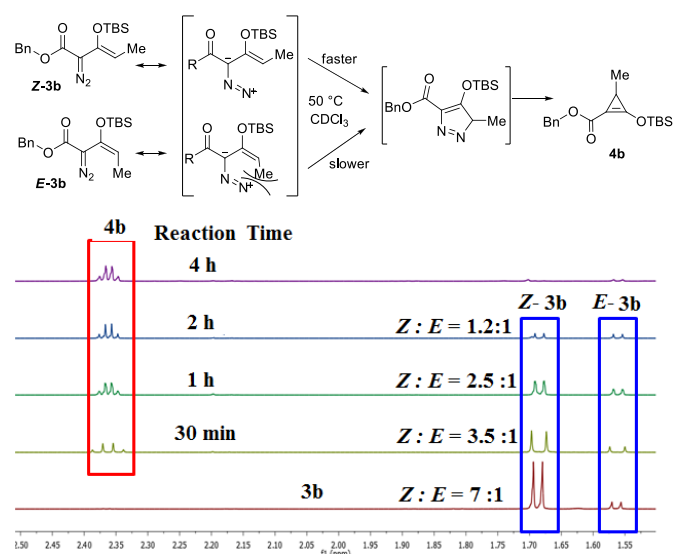 OTBS
O
BnO
Me
N2
Z-3b
O
OTBS
R
Me
N
N+
faster
50 °C
CDCl3
slower
O
OTBS
BnO
Me
N2
E-3b
O
OTBS
R
Me
N
N+
O
OTBS
BnO
Me
N
N
Me
O
BnO
OTBS
4b
4b Reaction Time
4 h
Z- 3b E- 3b
2 h Z : E = 1.2:1
1 h Z : E = 2.5 :1
30 min Z : E = 3.5 :1
3b Z : E = 7 :1
2.50 2.45 2.40 2.35 2.30 2.25 2.20 2.15 2.10 2.05 2.00 1.95 1.90 1.85 1.80 1.75 1.70 1.65 1.60 1.55